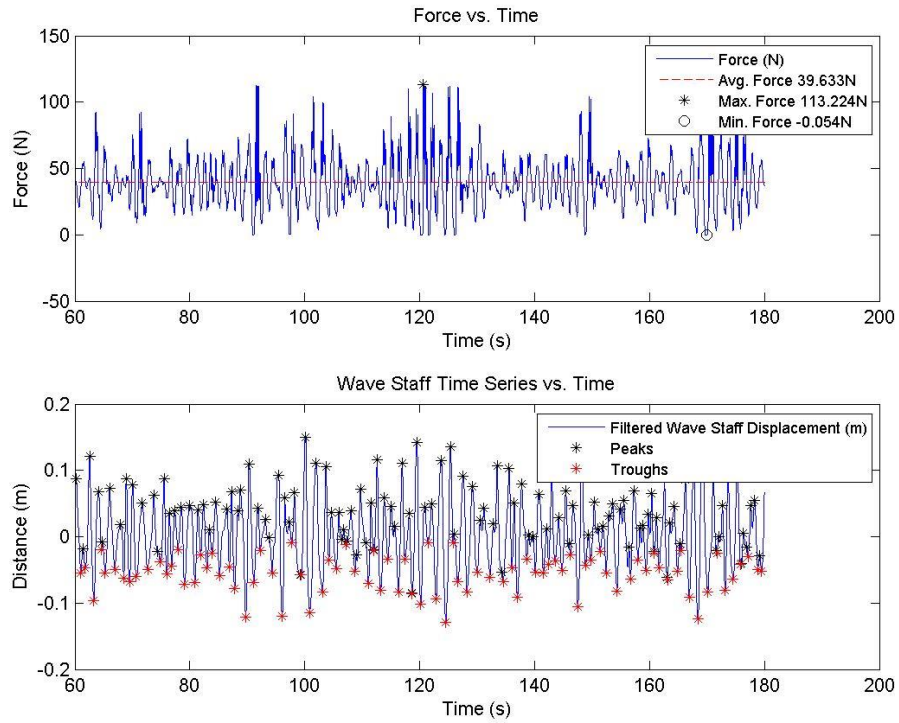 Force vs. Time
150
100
50
0
-50
Force (N)
Force (N)
Avg. Force 39.633N
Max. Force 113.224N
Min. Force -0.054N
60 80 100 120 140 160 180 200
Time (s)
Wave Staff Time Series vs. Time
0.2
0.1
0
-0.1
-0.2
Distance (m)
Filtered Wave Staff Displacement (m)
Peaks
Troughs
60 80 100 120 140 160 180 200
Time (s)